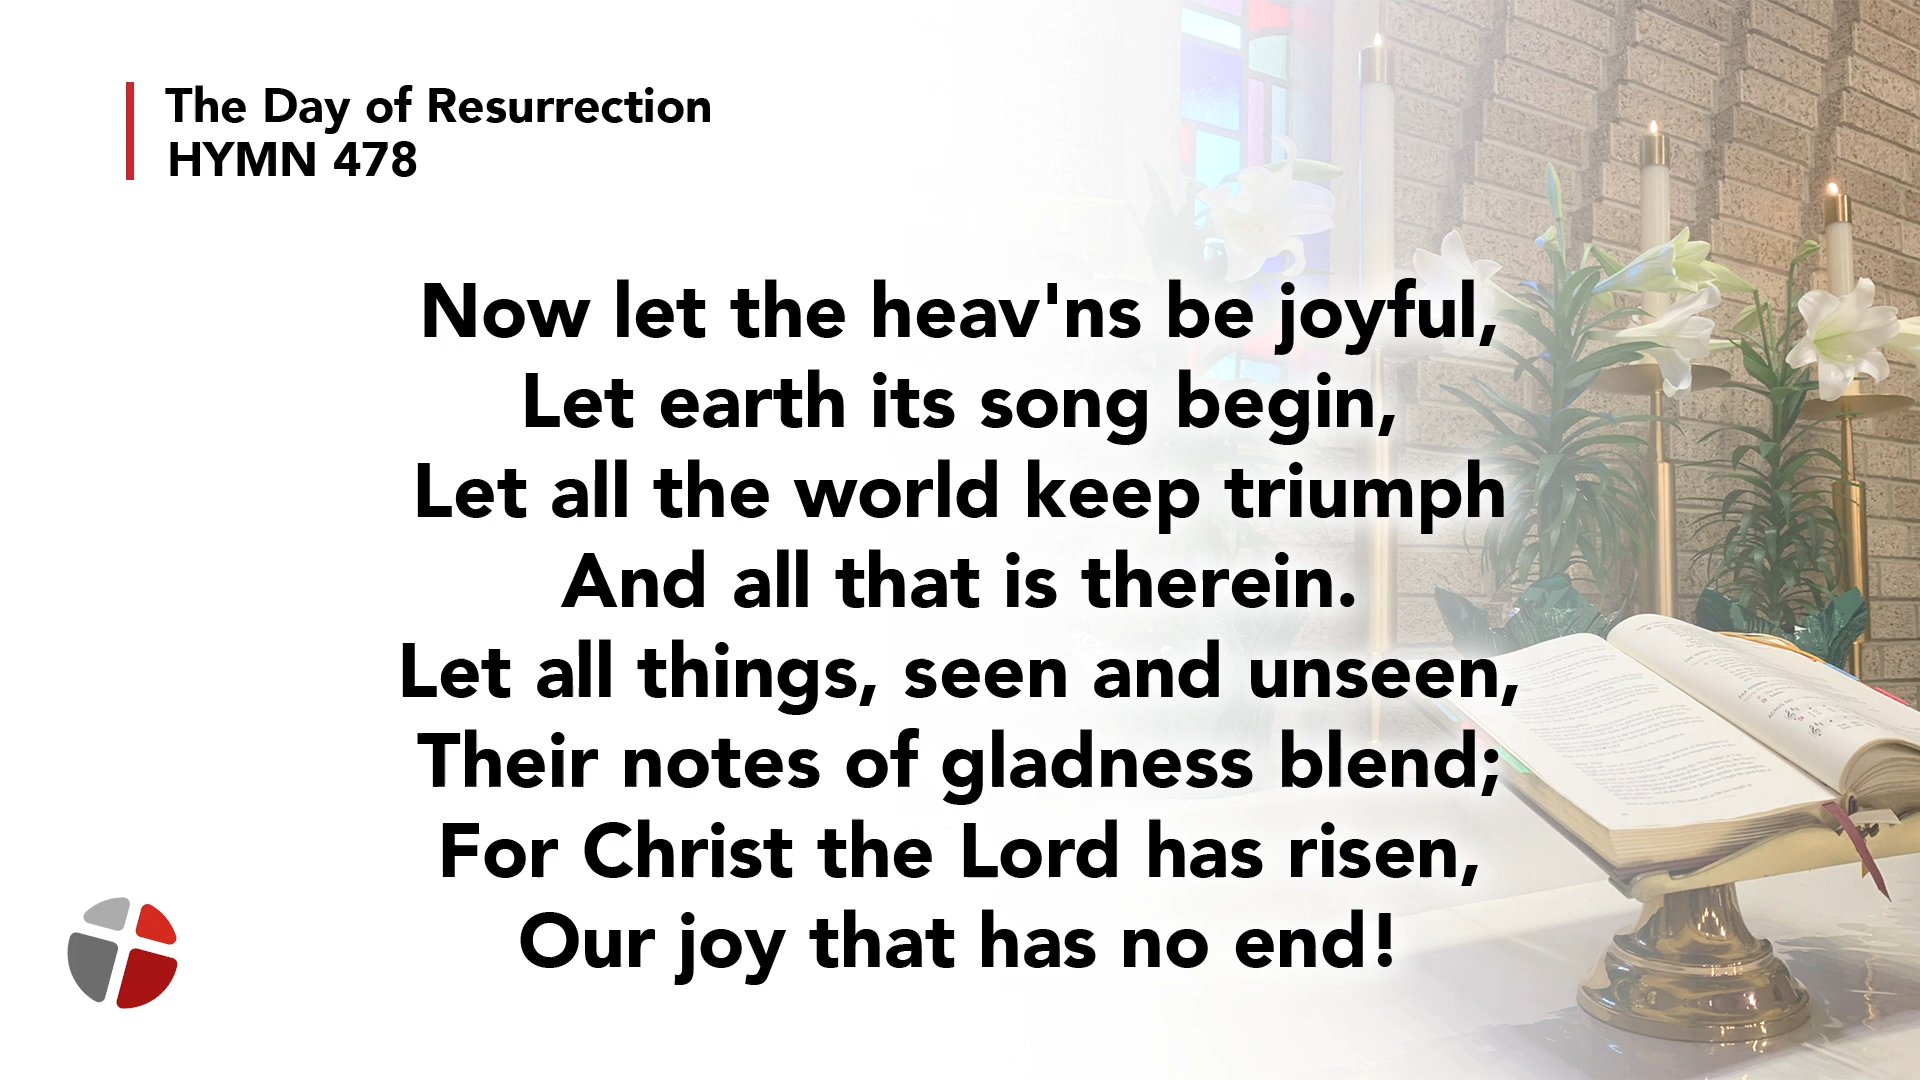 The Day of Resurrection
HYMN 478
Now let the heav'ns be joyful,
Let earth its song begin,
Let all the world keep triumph
And all that is therein.
Let all things, seen and unseen,
Their notes of gladness blend;
For Christ the Lord has risen,
Our joy that has no end!